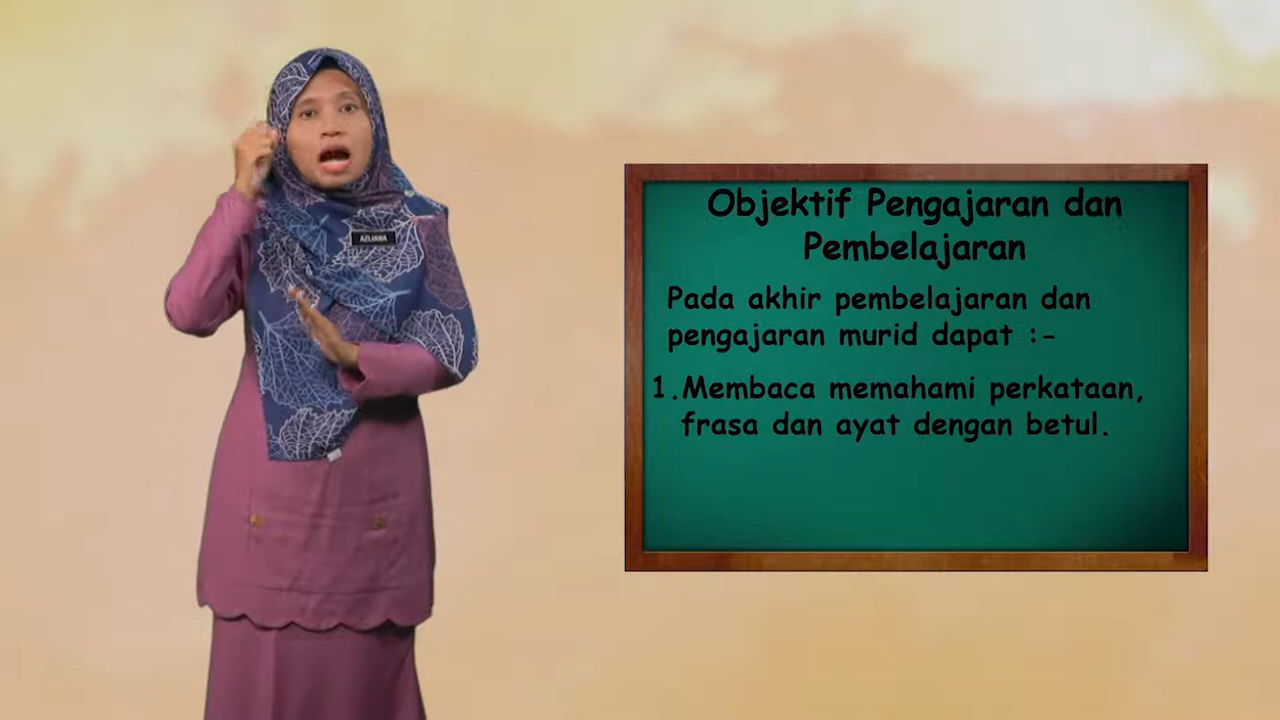 AZLIANA
Objektif Pengajaran dan
Pembelajaran
Pada akhir pembelajaran dan
pengajaran murid dapat :-
1.Membaca memahami perkataan,
frasa dan ayat dengan betul.